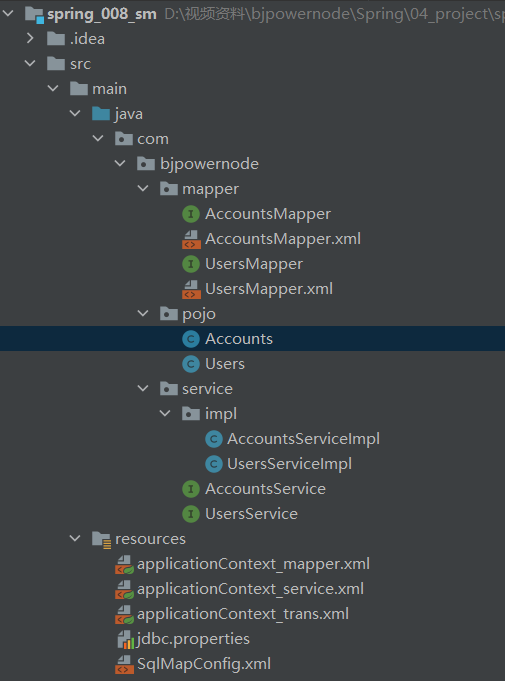 spring_008_sm D:\视频资料\bjpowernode\Spring\04_project\sp
.idea
src
main
java
com
bjpowernode
mapper
AccountsMapper
AccountsMapper.xml
UsersMapper
UsersMapper.xml
pojo
Accounts
Users
service
impl
AccountsServiceImpl
UsersServiceImpl
AccountsService
UsersService
resources
applicationContext_mapper.xml
applicationContext_service.xml
applicationContext_trans.xml
jdbc.properties
SqlMapConfig.xml